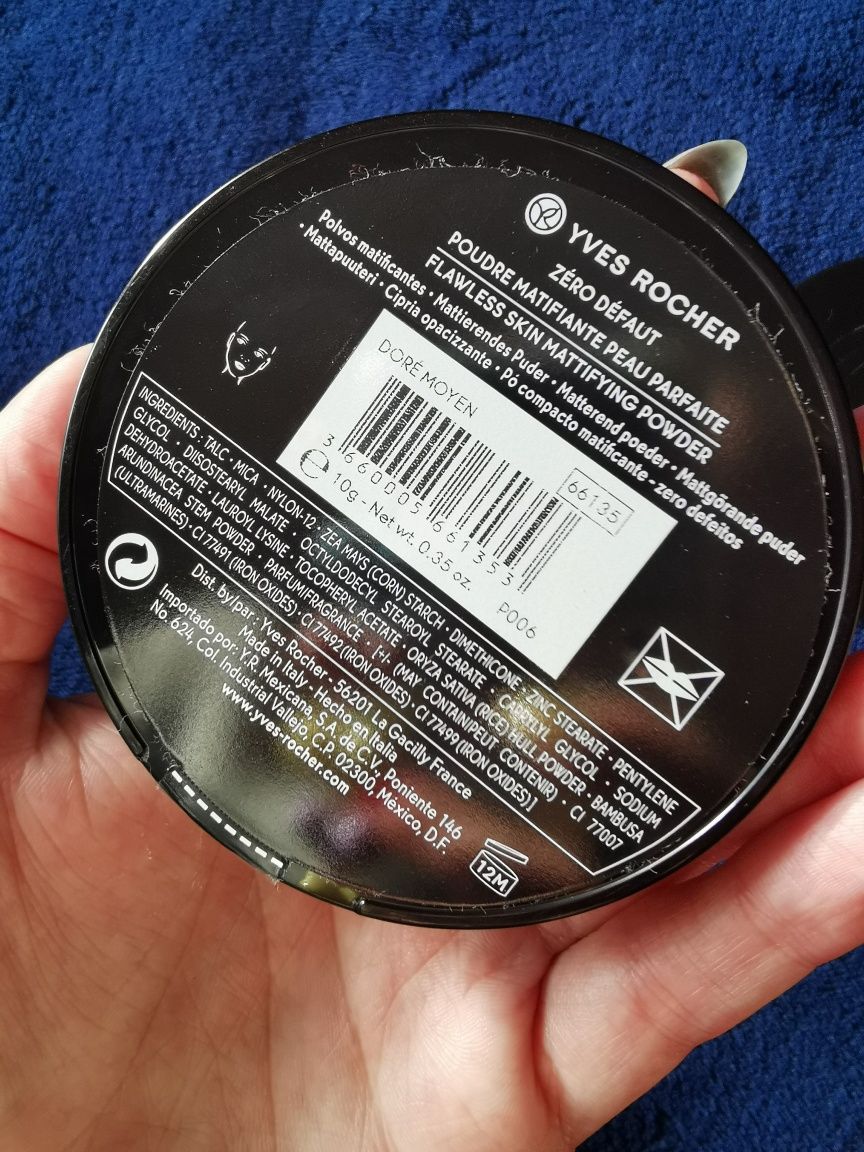 YVES ROCHER
ZÉRO DÉFAUT
POUDRE MATIFIANTE PEAU PARFAITE
FLAWLESS SKIN MATTIFYING POWDER
Polvos matificantes • Mattierendes Puder • Matterend poeder • Mattgörande puder
• Mattapuuteri • Cipria opacizzante • Pó compacto matificante - zero defeitos
DORÉ MOYEN
66135
3 660005 661353
e 10g - Net wt. 0.35 oz.
P006
INGREDIENTS : TALC • MICA • NYLON-12 • ZEA MAYS (CORN) STARCH • DIMETHICONE • ZINC STEARATE • PENTYLENE
GLYCOL • DIISOSTEARYL MALATE • OCTYLDODECYL STEAROYL STEARATE • CAPRYLYL GLYCOL • SODIUM
DEHYDROACETATE • LAUROYL LYSINE • TOCOPHERYL ACETATE • ORYZA SATIVA (RICE) HULL POWDER • BAMBUSA
ARUNDINACEA STEM POWDER • PARFUM/FRAGRANCE • [+/- (MAY CONTAIN/PEUT CONTENIR) • CI 77007
(ULTRAMARINES) • CI 77491 (IRON OXIDES) • CI 77492 (IRON OXIDES) • CI 77499 (IRON OXIDES)]
Dist. by/par : Yves Rocher - 56201 La Gacilly France
Made in Italy - Hecho en Italia
Importado por: Y.R. Mexicana, S.A. de C.V., Poniente 146
No. 624, Col. Industrial Vallejo, C.P. 02300, México, D.F.
www.yves-rocher.com
12M